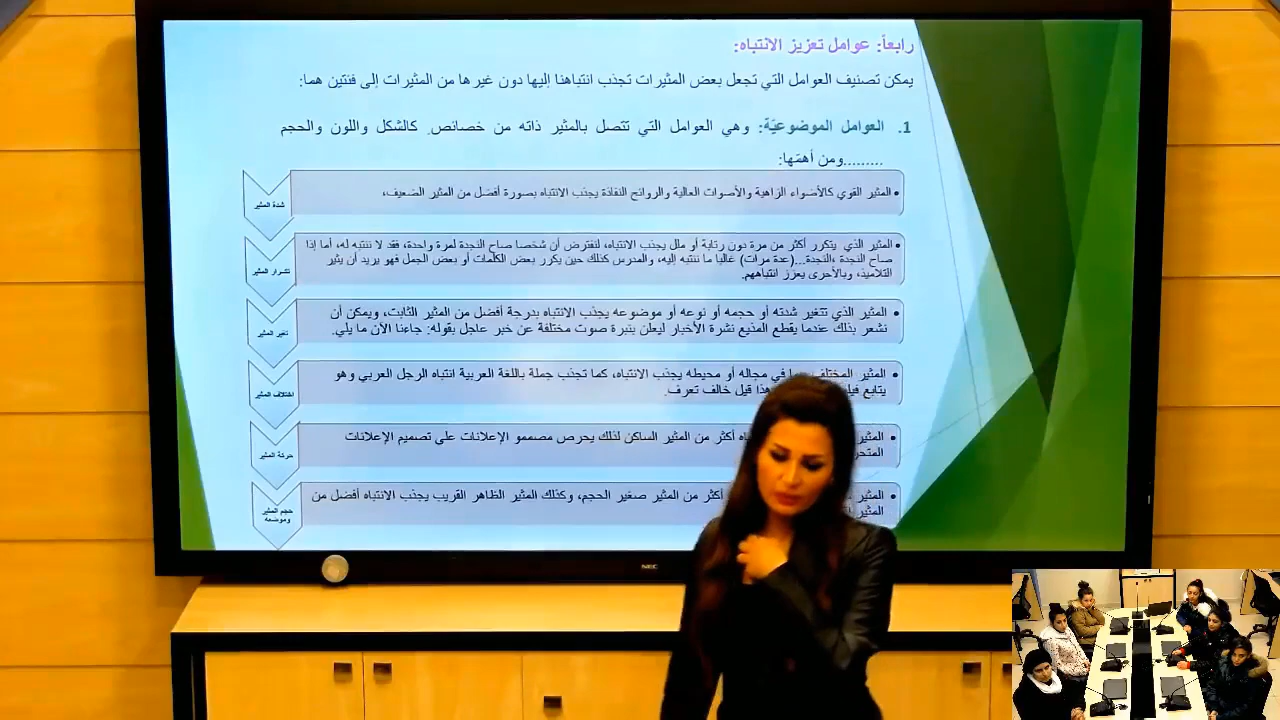 رابعاً: عوامل تعزيز الانتباه:
يمكن تصنيف العوامل التي تجعل بعض المثيرات تجذب انتباهنا إليها دون غيرها من المثيرات إلى فئتين هما:
1. العوامل الموضوعيّة: وهي العوامل التي تتصل بالمثير ذاته من خصائص كالشكل واللون والحجم
.........ومن أهمّها:
شدة المثير
• المثير القوي كالأضواء الزاهية والأصوات العالية والروائح النفاذة يجذب الانتباه بصورة أفضل من المثير الضعيف،
تكرار المثير
• المثير الذي يتكرر أكثر من مرة دون رتابة أو ملل يجذب الانتباه، لنفترض أن شخصا صاح النجدة لمرة واحدة، فقد لا ننتبه له، أما إذا
صاح النجدة ،النجدة...(عدة مرات) غالبا ما ننتبه إليه، والمدرس كذلك حين يكرر بعض الكلمات أو بعض الجمل فهو يريد أن يثير
التلاميذ، وبالأحرى يعزز انتباههم.
تغير المثير
• المثير الذي تتغير شدته أو حجمه أو نوعه أو موضوعه يجذب الانتباه بدرجة أفضل من المثير الثابت، ويمكن أن
نشعر بذلك عندما يقطع المذيع نشرة الأخبار ليعلن بنبرة صوت مختلفة عن خبر عاجل بقوله: جاءنا الآن ما يلي.
اختلاف المثير
• المثير المختلف في مجاله أو محيطه يجذب الانتباه، كما تجذب جملة باللغة العربية انتباه الرجل العربي وهو
يتابع هذا قيل خالف تعرف.
حركة المثير
• المثير أكثر من المثير الساكن لذلك يحرص مصممو الإعلانات على تصميم الإعلانات
حجم المثير
وموضعه
• المثير أكثر من المثير صغير الحجم، وكذلك المثير الظاهر القريب يجذب الانتباه أفضل من
المثير
NEC